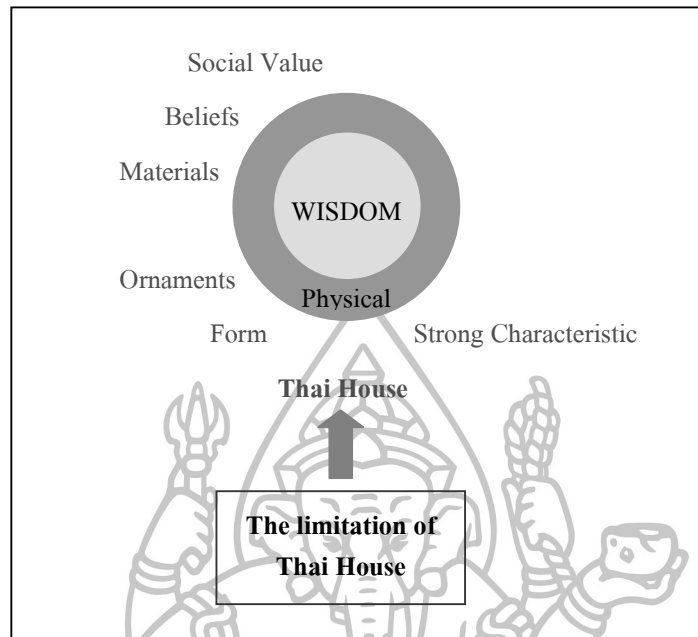 Social Value
Beliefs
Materials
WISDOM
Ornaments
Physical
Form
Strong Characteristic
Thai House
The limitation of
Thai House